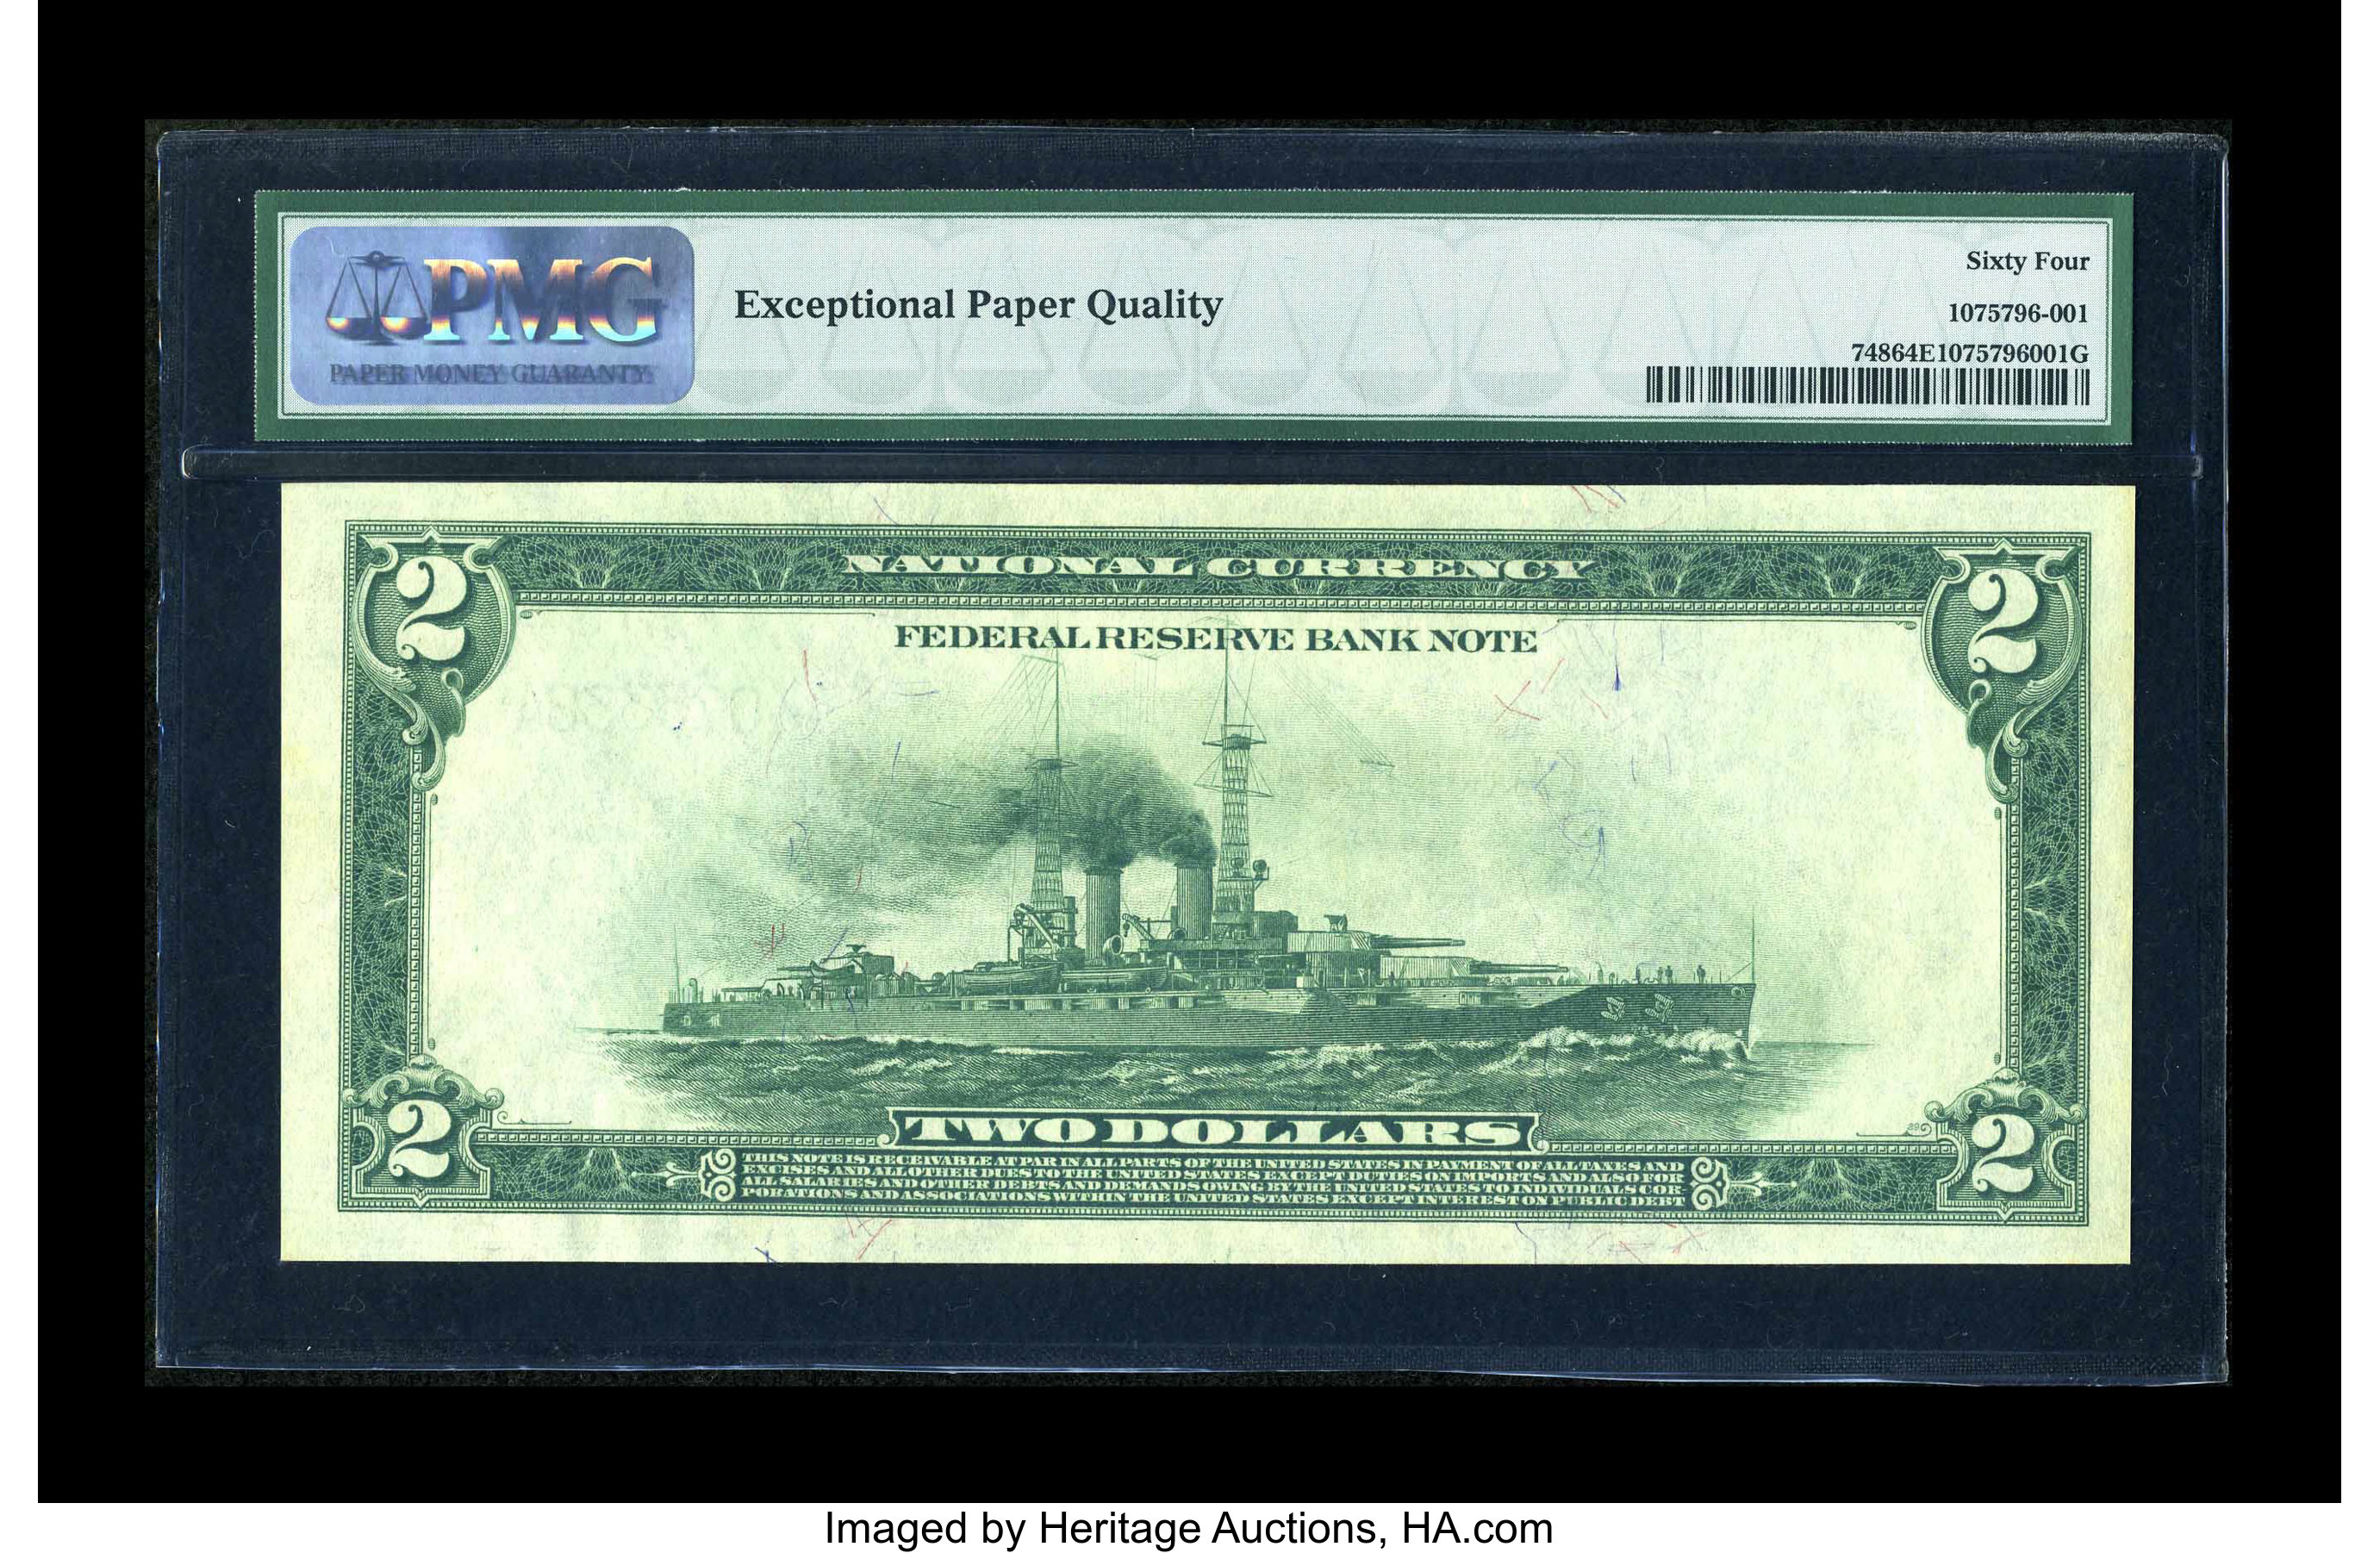 PMG
PAPER MONEY GUARANTY
Exceptional Paper Quality
Sixty Four
1075796-001
74864E1075796001G
2 NATIONAL CURRENCY 2
FEDERAL RESERVE BANK NOTE
2 TWO DOLLARS 2
THIS NOTE IS RECEIVABLE AT PAR IN ALL PARTS OF THE UNITED STATES IN PAYMENT OF ALL TAXES AND
EXCISES AND ALL OTHER DUES TO THE UNITED STATES EXCEPT DUTIES ON IMPORTS AND ALSO FOR
ALL SALARIES AND OTHER DEBTS AND DEMANDS OWING BY THE UNITED STATES TO INDIVIDUALS COR-
PORATIONS AND ASSOCIATIONS WITHIN THE UNITED STATES EXCEPT INTEREST ON PUBLIC DEBT
Imaged by Heritage Auctions, HA.com